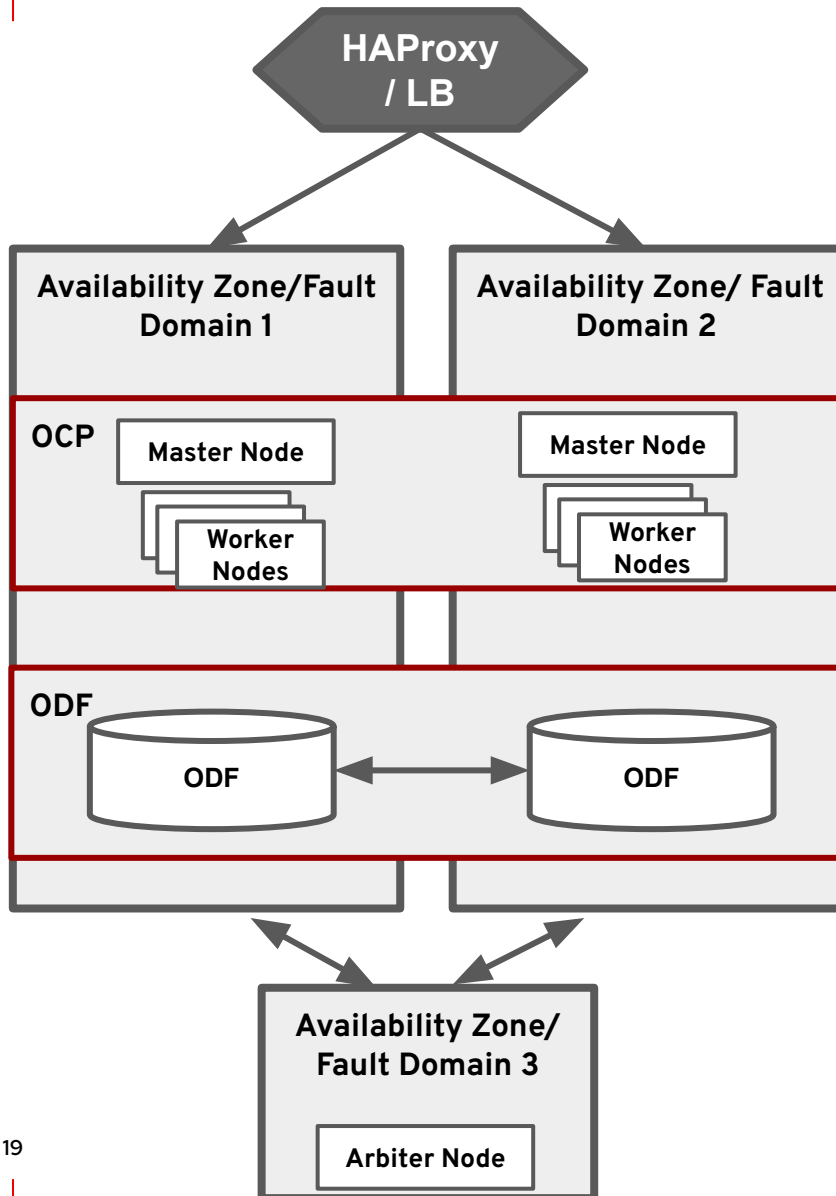 HAProxy
/ LB
Availability Zone/Fault
Domain 1
Availability Zone/ Fault
Domain 2
OCP
Master Node
Worker
Nodes
Master Node
Worker
Nodes
ODF
ODF
ODF
Availability Zone/
Fault Domain 3
Arbiter Node
19